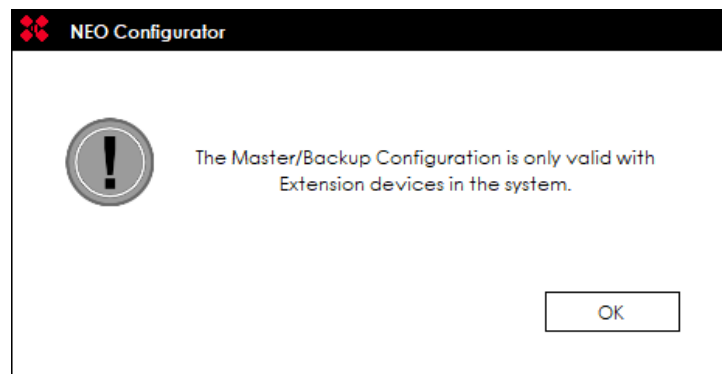 NEO Configurator
The Master/Backup Configuration is only valid with
Extension devices in the system.
OK